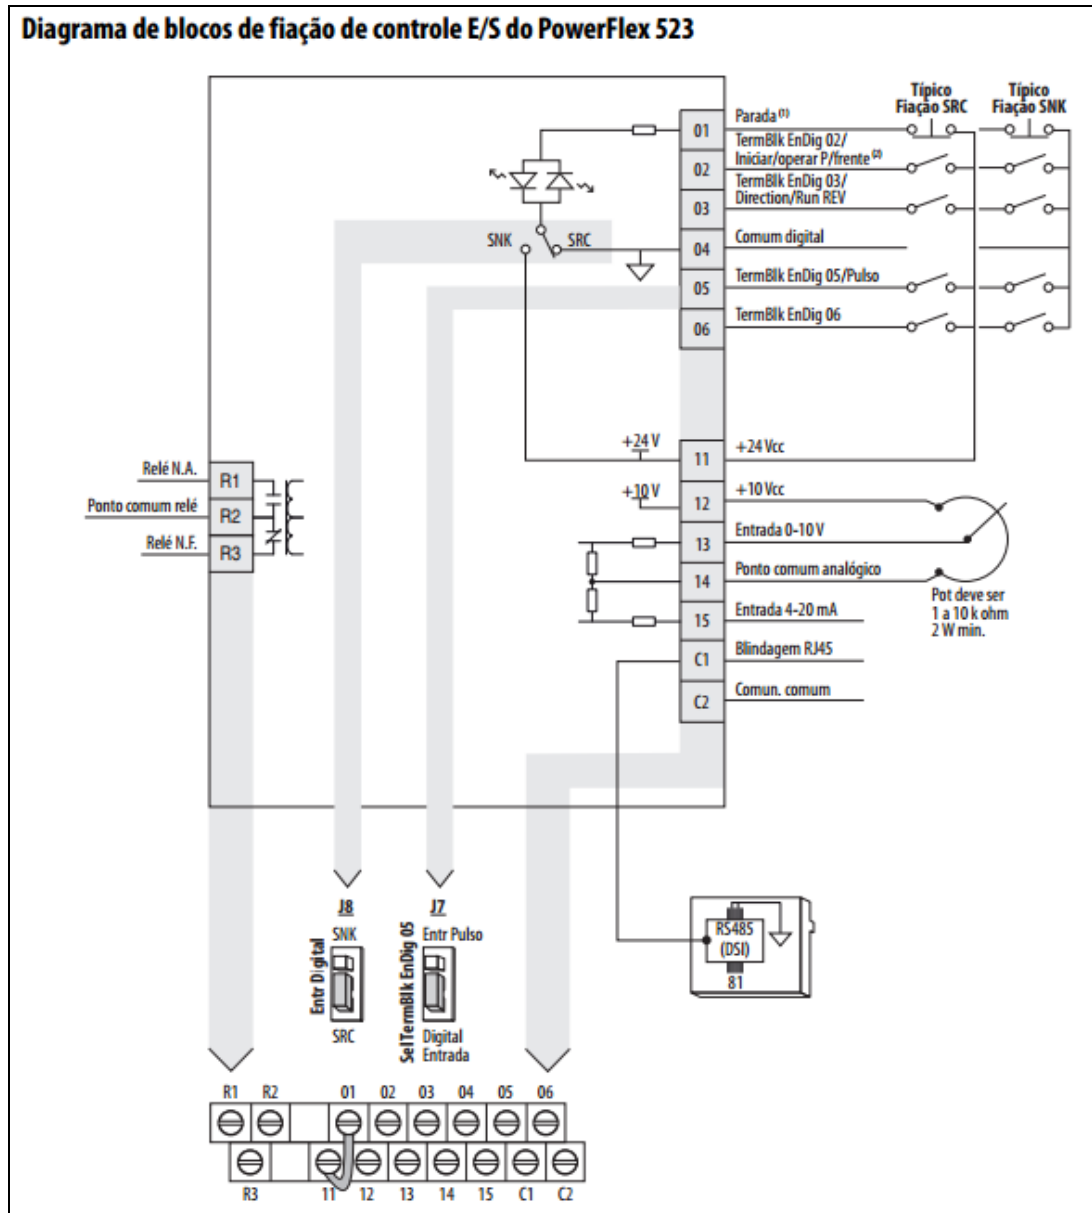 Diagrama de blocos de fiação de controle E/S do PowerFlex 523
Típico
Fiação SRC
Típico
Fiação SNK
01
Parada (1)
02
TermBlk EnDig 02/
Iniciar/operar P/frente (2)
03
TermBlk EnDig 03/
Direction/Run REV
SNK
SRC
04
Comum digital
05
TermBlk EnDig 05/Pulso
06
TermBlk EnDig 06
+24 V
11
+24 Vcc
+10 V
12
+10 Vcc
13
Entrada 0-10 V
14
Ponto comum analógico
15
Entrada 4-20 mA
C1
Blindagem RJ45
C2
Comun. comum
Pot deve ser
1 a 10 k ohm
2 W min.
Relé N.A.
R1
Ponto comum relé
R2
Relé N.F.
R3
J8
SNK
Entr Digital
SRC
J7
Entr Pulso
Sel TermBlk EnDig 05
Digital
Entrada
RS485
(DSI)
81
R1 R2 01 02 03 04 05 06
R3 11 12 13 14 15 C1 C2